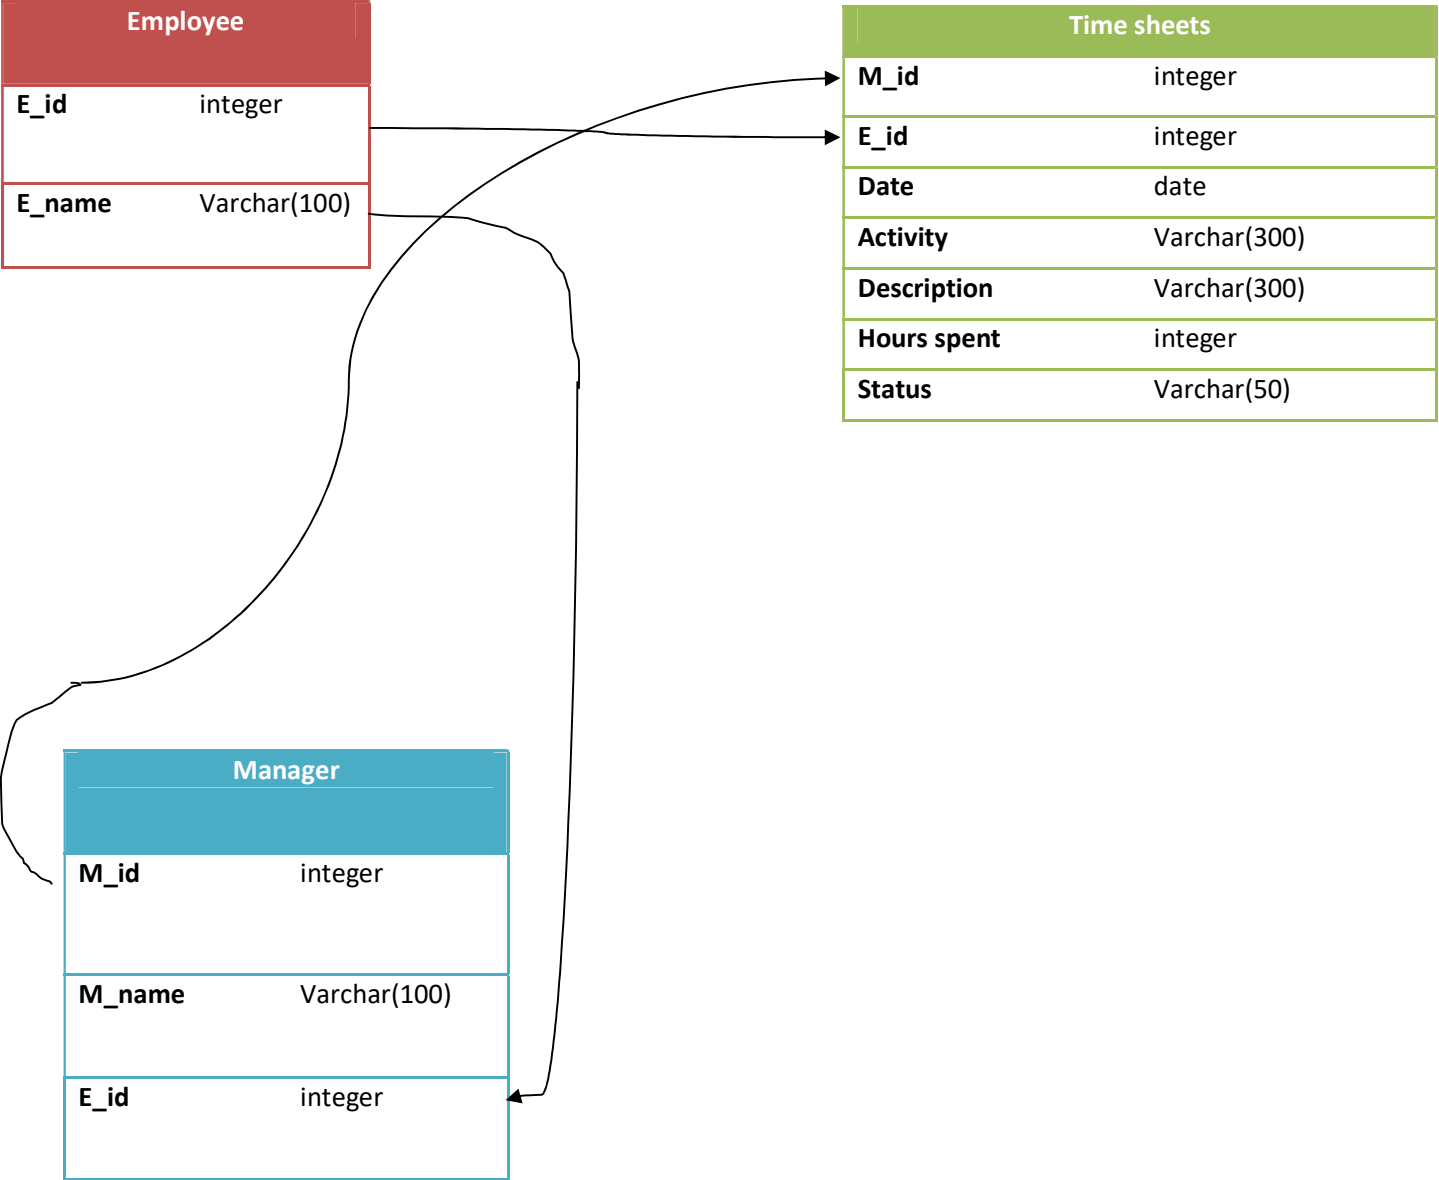 Employee
E_id integer
E_name Varchar(100)
Time sheets
M_id integer
E_id integer
Date date
Activity Varchar(300)
Description Varchar(300)
Hours spent integer
Status Varchar(50)
Manager
M_id integer
M_name Varchar(100)
E_id integer